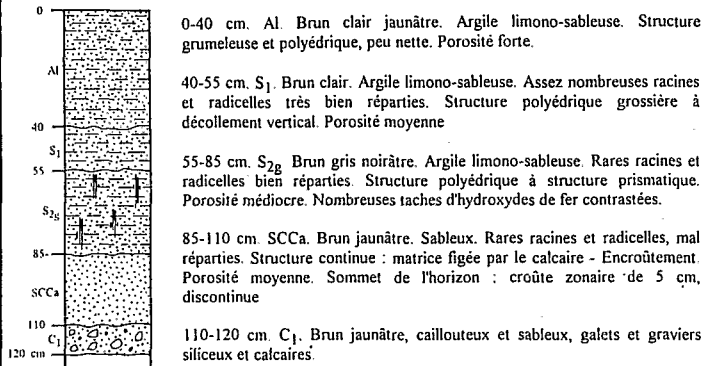 0
0-40 cm. Al. Brun clair jaunâtre. Argile limono-sableuse. Structure
grumeleuse et polyédrique, peu nette. Porosité forte.
Al
40-55 cm. S1. Brun clair. Argile limono-sableuse. Assez nombreuses racines
et radicelles très bien réparties. Structure polyédrique grossière à
décollement vertical. Porosité moyenne
40
S1
55
55-85 cm. S2g Brun gris noirâtre. Argile limono-sableuse. Rares racines et
radicelles bien réparties. Structure polyédrique à structure prismatique.
Porosité médiocre. Nombreuses taches d'hydroxydes de fer contrastées.
S2g
85-
85-110 cm. SCCa. Brun jaunâtre. Sableux. Rares racines et radicelles, mal
réparties. Structure continue : matrice figée par le calcaire - Encroûtement.
Porosité moyenne. Sommet de l'horizon : croûte zonaire de 5 cm,
discontinue
SCCa
110
110-120 cm. C1. Brun jaunâtre, caillouteux et sableux, galets et graviers
siliceux et calcaires.
C1
120 cm